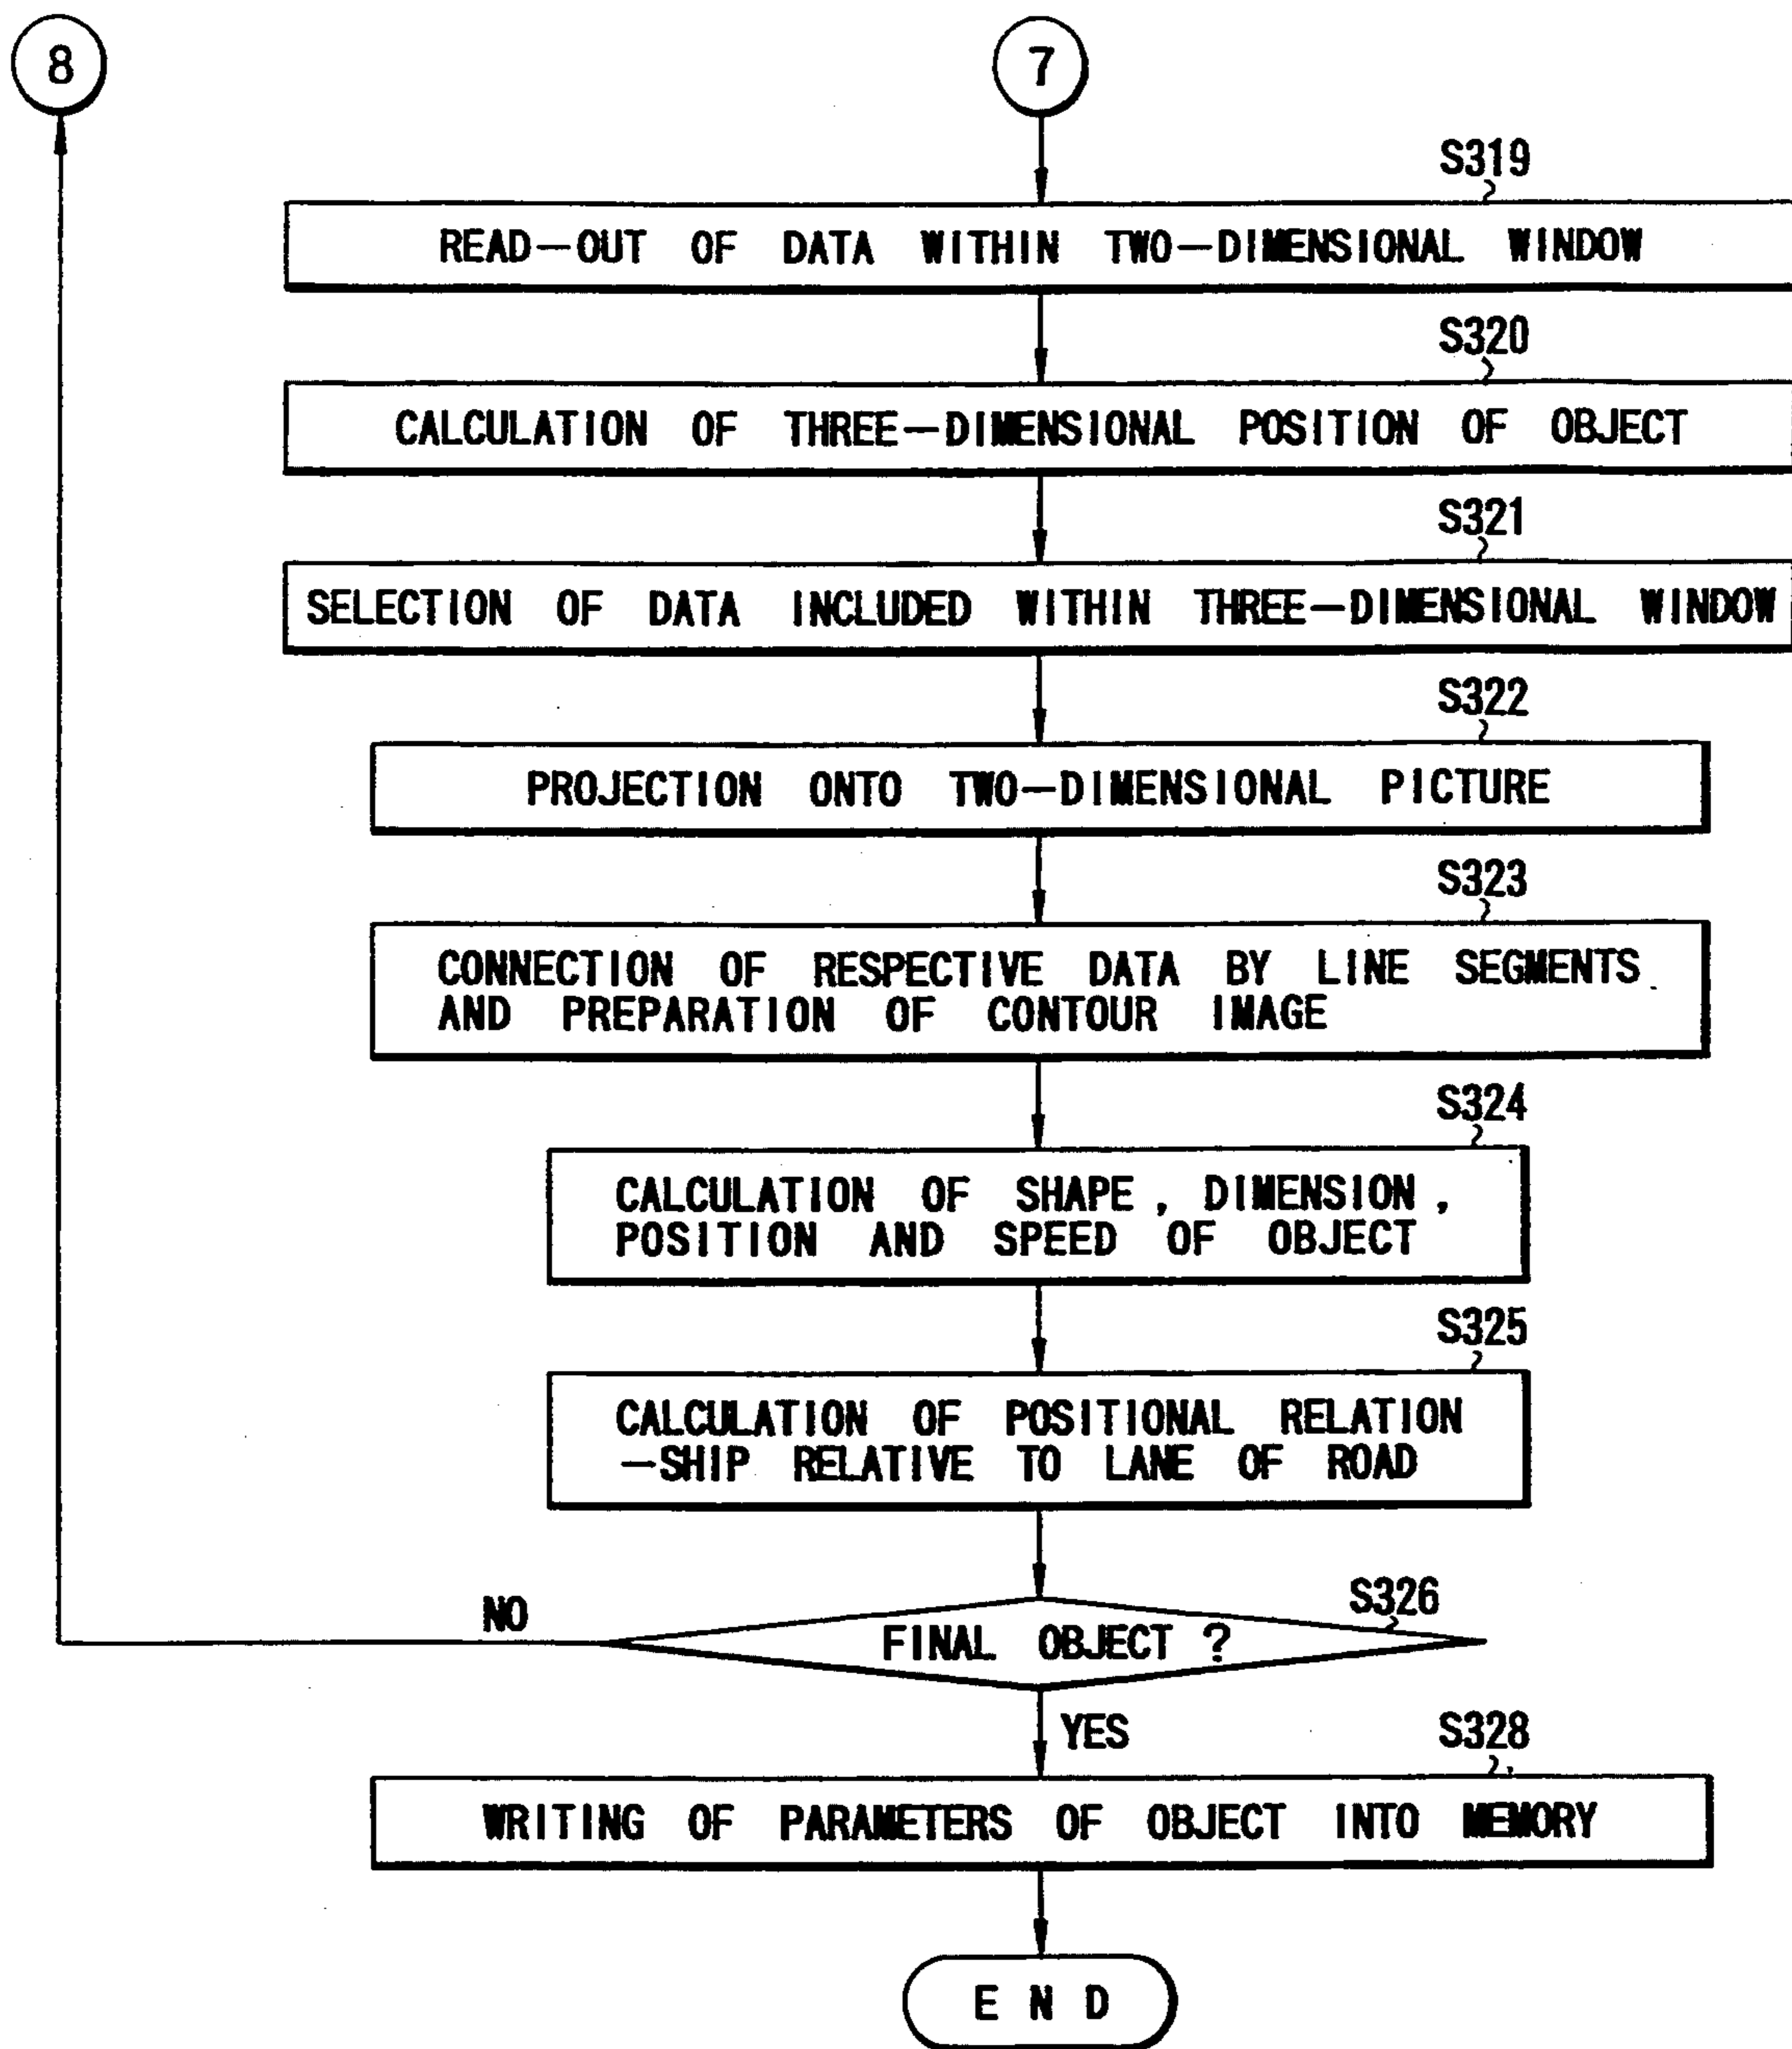 8
7
S319
READ-OUT OF DATA WITHIN TWO-DIMENSIONAL WINDOW
S320
CALCULATION OF THREE-DIMENSIONAL POSITION OF OBJECT
S321
SELECTION OF DATA INCLUDED WITHIN THREE-DIMENSIONAL WINDOW
S322
PROJECTION ONTO TWO-DIMENSIONAL PICTURE
S323
CONNECTION OF RESPECTIVE DATA BY LINE SEGMENTS
AND PREPARATION OF CONTOUR IMAGE
S324
CALCULATION OF SHAPE, DIMENSION,
POSITION AND SPEED OF OBJECT
S325
CALCULATION OF POSITIONAL RELATION
-SHIP RELATIVE TO LANE OF ROAD
S326
NO
FINAL OBJECT ?
YES
S328
WRITING OF PARAMETERS OF OBJECT INTO MEMORY
END